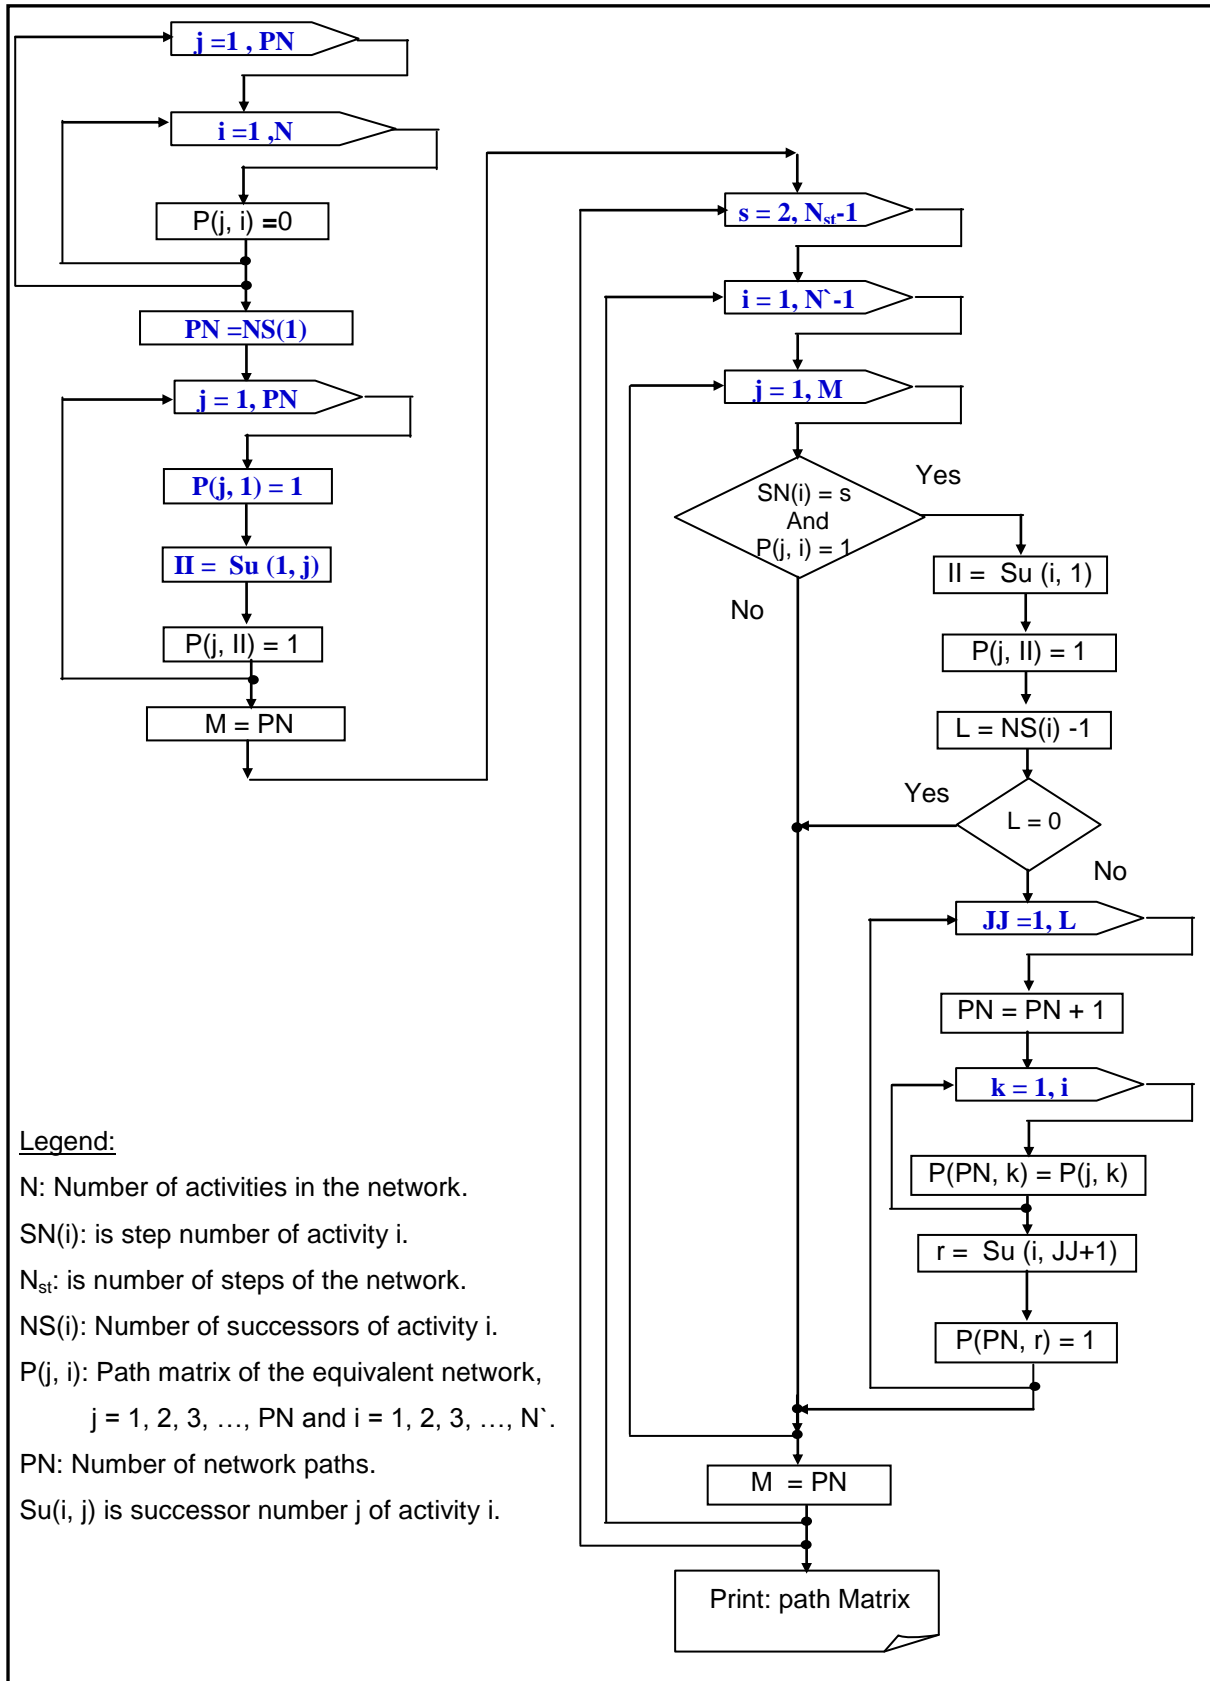 j =1 , PN
i =1 ,N
P(j, i) =0
PN =NS(1)
j = 1, PN
P(j, 1) = 1
II = Su (1, j)
P(j, II) = 1
M = PN
s = 2, Nst-1
i = 1, N`-1
j = 1, M
SN(i) = s
And
P(j, i) = 1
Yes
No
II = Su (i, 1)
P(j, II) = 1
L = NS(i) -1
Yes
L = 0
No
JJ =1, L
PN = PN + 1
k = 1, i
P(PN, k) = P(j, k)
r = Su (i, JJ+1)
P(PN, r) = 1
M = PN
Print: path Matrix
Legend:
N: Number of activities in the network.
SN(i): is step number of activity i.
Nst: is number of steps of the network.
NS(i): Number of successors of activity i.
P(j, i): Path matrix of the equivalent network,
j = 1, 2, 3, …, PN and i = 1, 2, 3, …, N`.
PN: Number of network paths.
Su(i, j) is successor number j of activity i.